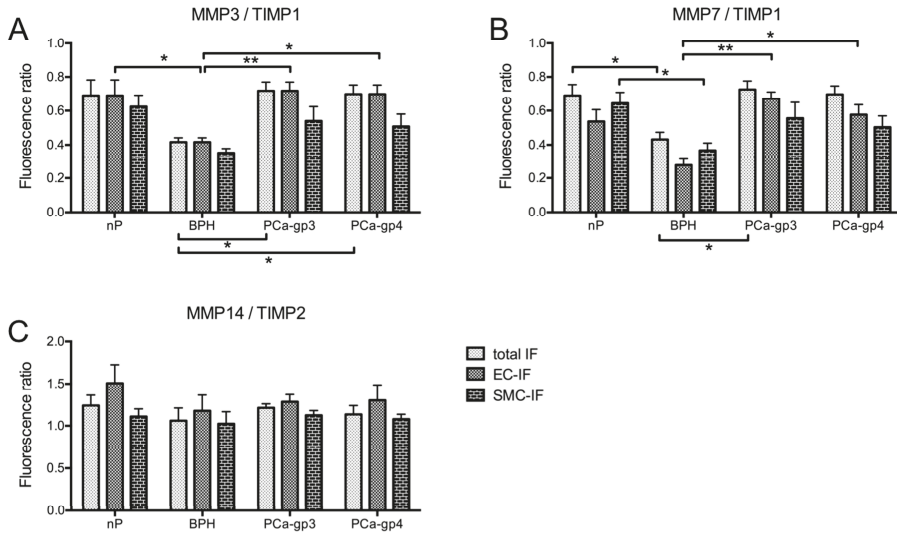 A
MMP3 / TIMP1
Fluorescence ratio
1.0
0.8
0.6
0.4
0.2
0.0
*
*
**
nP BPH PCa-gp3 PCa-gp4
*
*
B
MMP7 / TIMP1
Fluorescence ratio
1.0
0.8
0.6
0.4
0.2
0.0
*
**
*
*
nP BPH PCa-gp3 PCa-gp4
*
C
MMP14 / TIMP2
Fluorescence ratio
2.0
1.5
1.0
0.5
0.0
nP BPH PCa-gp3 PCa-gp4
total IF
EC-IF
SMC-IF